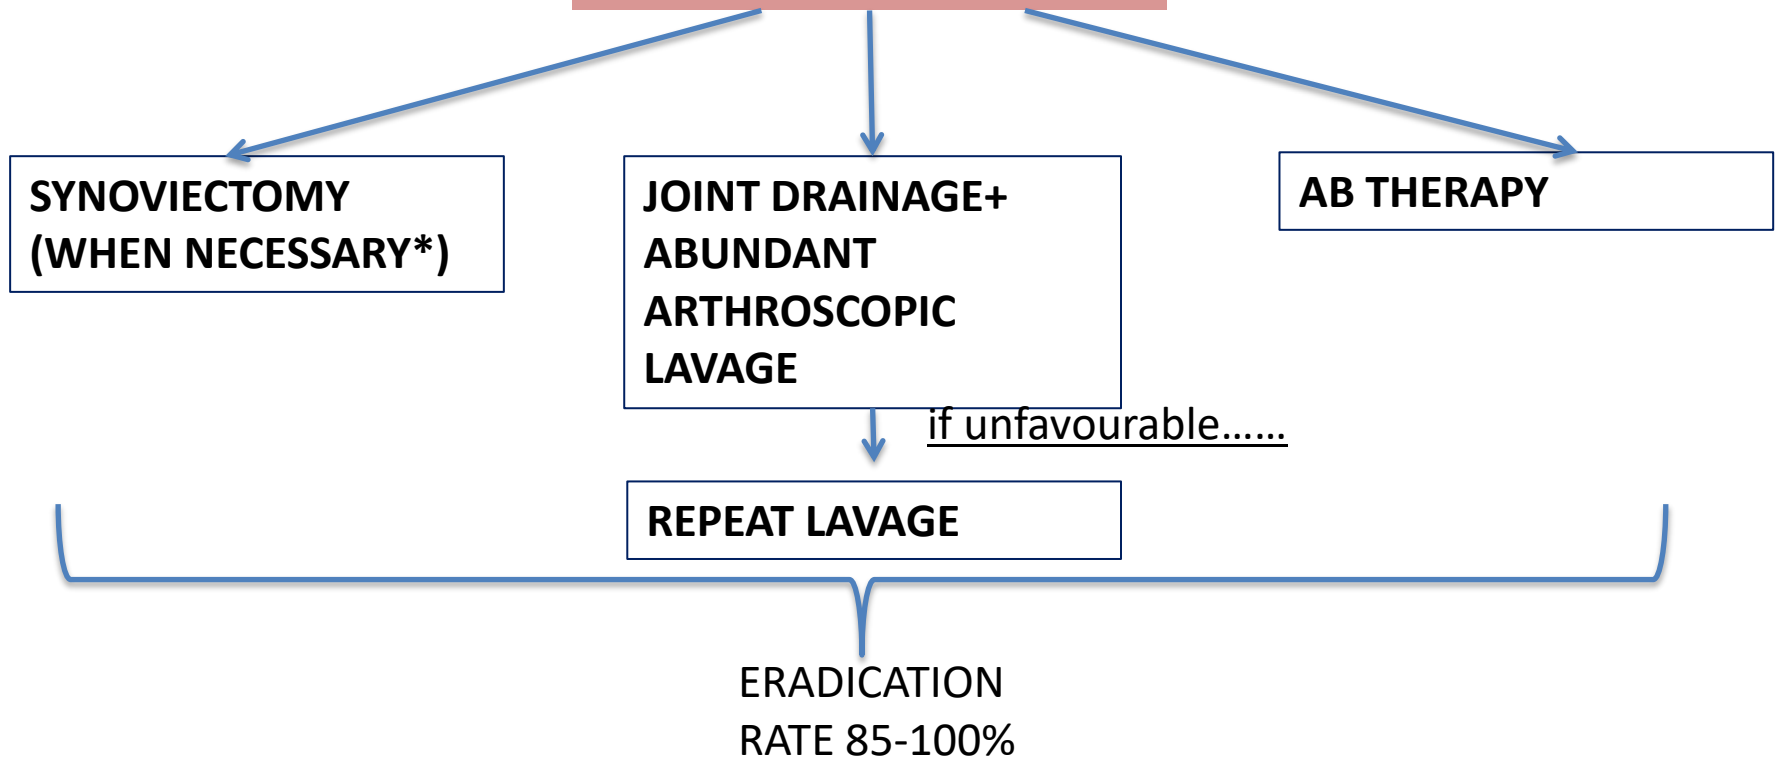 SYNOVIECTOMY
(WHEN NECESSARY*)
JOINT DRAINAGE+
ABUNDANT
ARTHROSCOPIC
LAVAGE
AB THERAPY
if unfavourable......
REPEAT LAVAGE
ERADICATION
RATE 85-100%